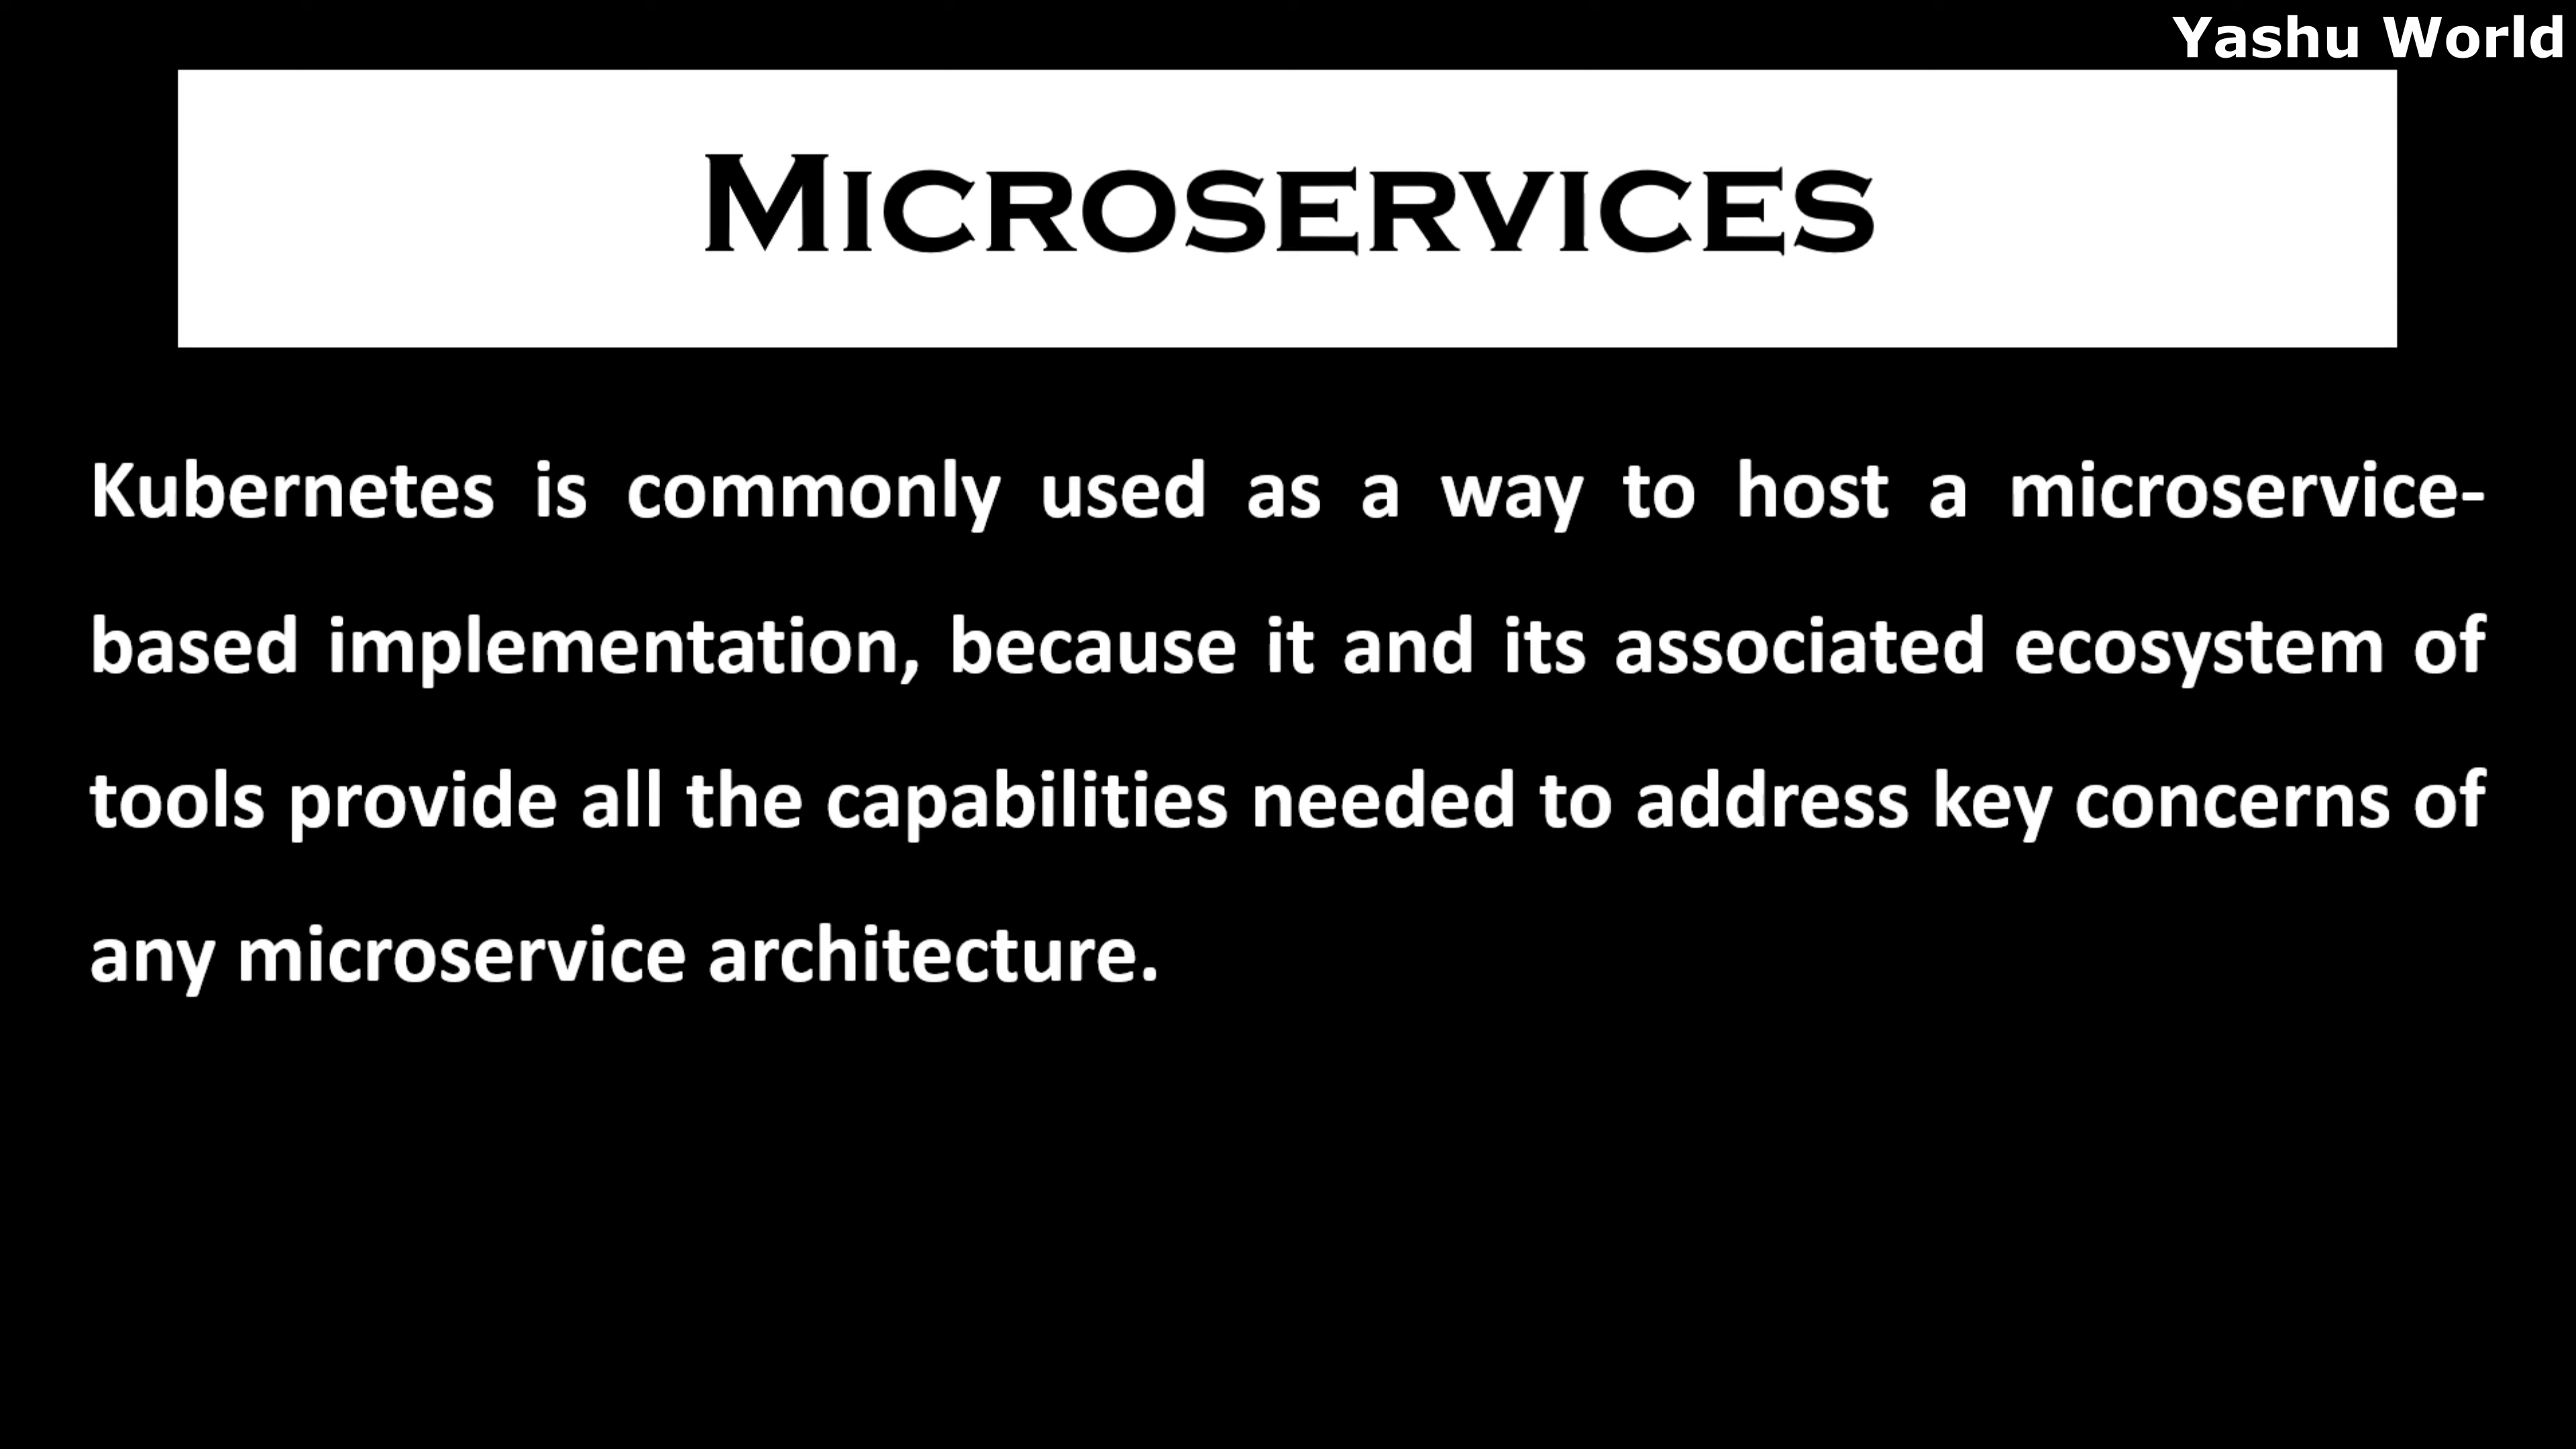 Yashu World
MICROSERVICES
Kubernetes is commonly used as a way to host a microservice-
based implementation, because it and its associated ecosystem of
tools provide all the capabilities needed to address key concerns of
any microservice architecture.